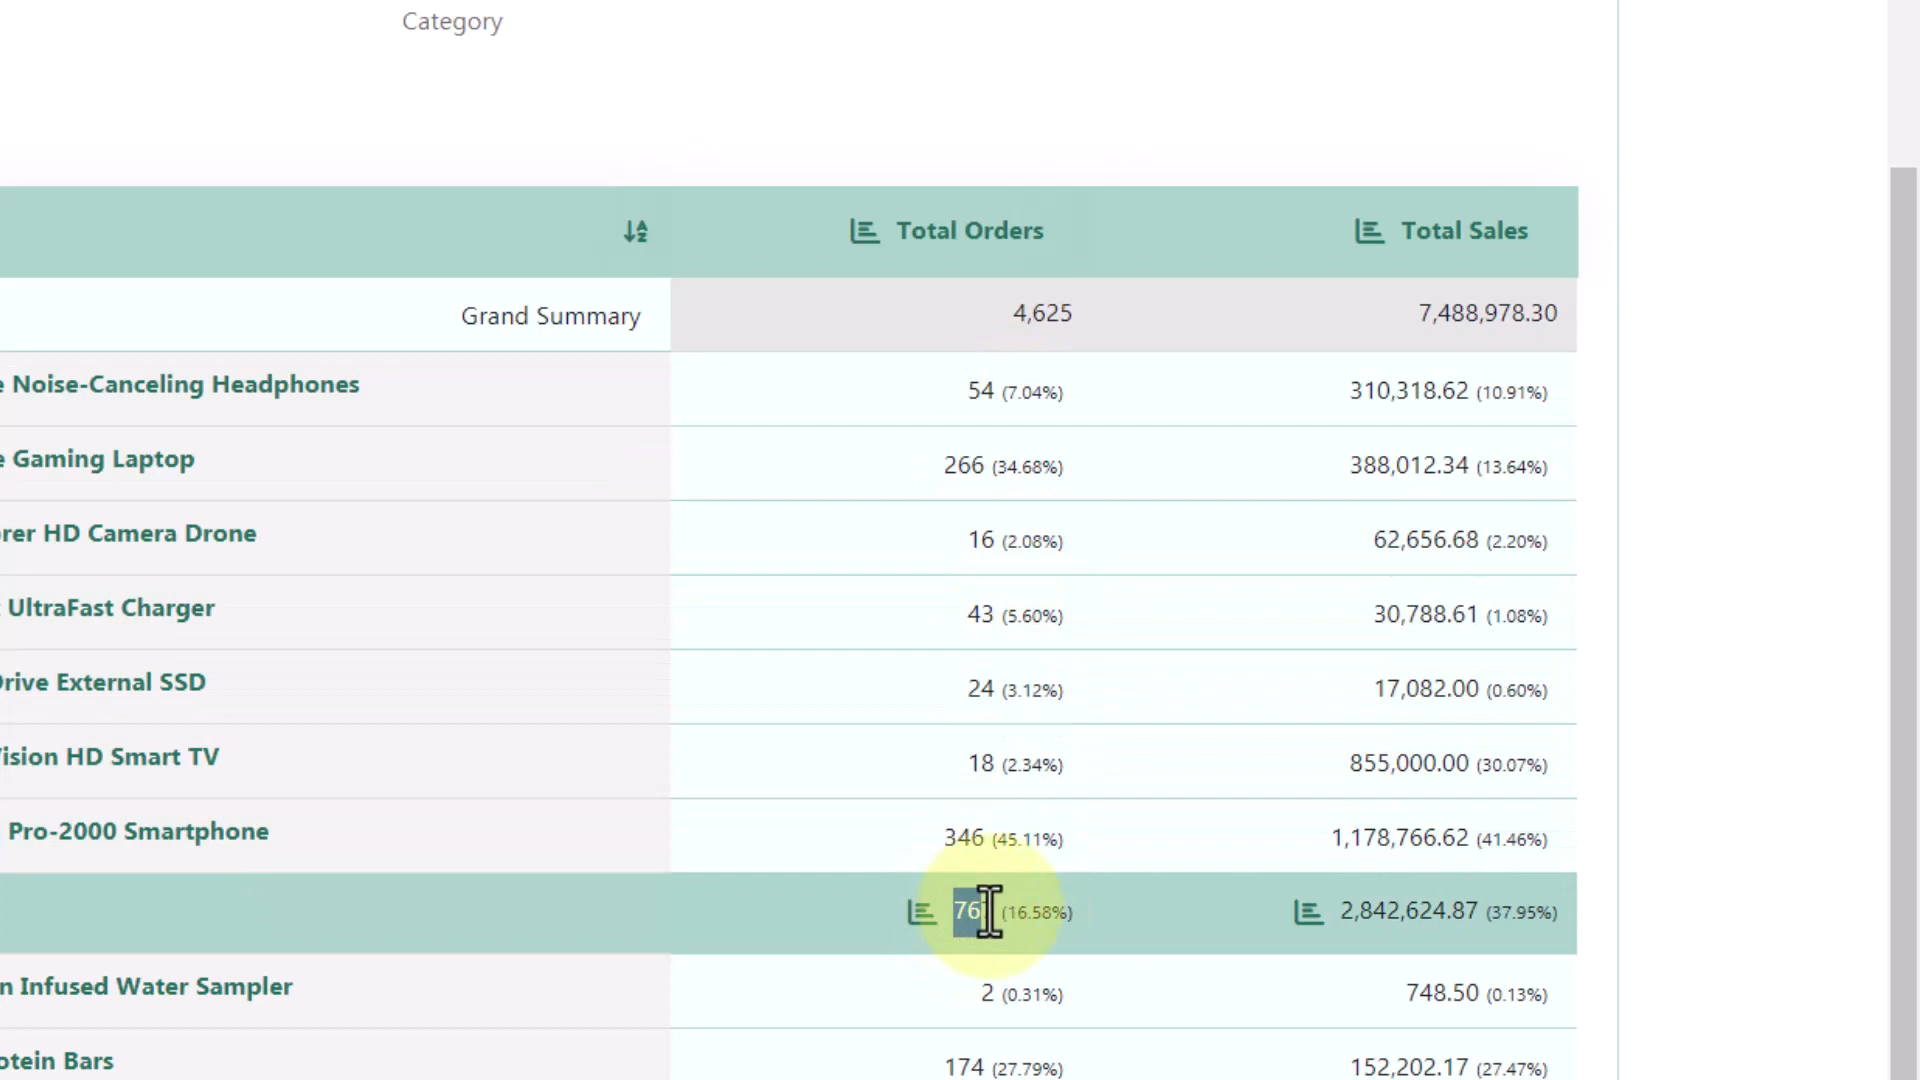 Category
Total Orders Total Sales
Grand Summary 4,625 7,488,978.30
e Noise-Canceling Headphones 54 (7.04%) 310,318.62 (10.91%)
e Gaming Laptop 266 (34.68%) 388,012.34 (13.64%)
rer HD Camera Drone 16 (2.08%) 62,656.68 (2.20%)
UltraFast Charger 43 (5.60%) 30,788.61 (1.08%)
Drive External SSD 24 (3.12%) 17,082.00 (0.60%)
Vision HD Smart TV 18 (2.34%) 855,000.00 (30.07%)
Pro-2000 Smartphone 346 (45.11%) 1,178,766.62 (41.46%)
(16.58%) 2,842,624.87 (37.95%)
n Infused Water Sampler 2 (0.31%) 748.50 (0.13%)
otein Bars 174 (27.79%) 152,202.17 (27.47%)